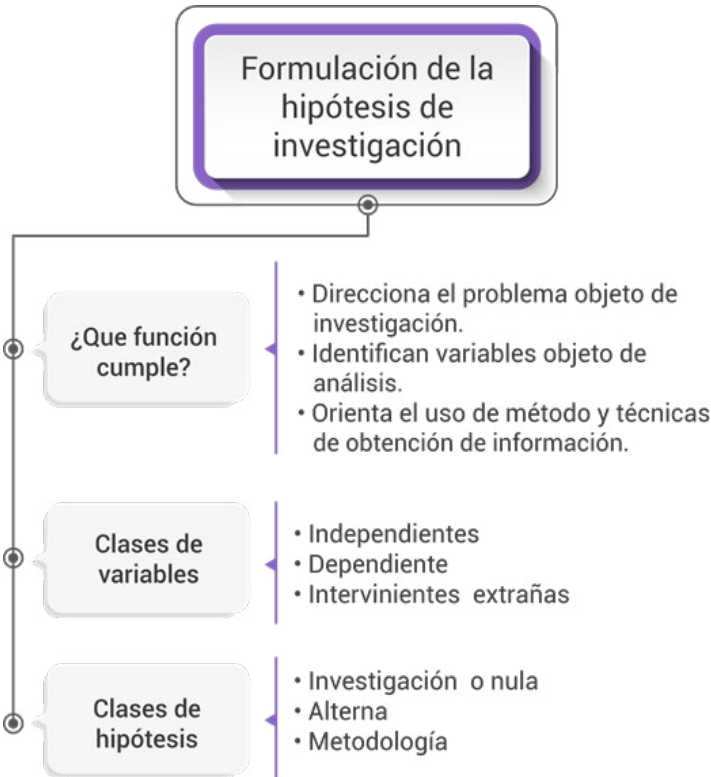 Formulación de la
hipótesis de
investigación
¿Que función
cumple?
• Direcciona el problema objeto de
investigación.
• Identifican variables objeto de
análisis.
• Orienta el uso de método y técnicas
de obtención de información.
Clases de
variables
• Independientes
• Dependiente
• Intervinientes extrañas
Clases de
hipótesis
• Investigación o nula
• Alterna
• Metodología